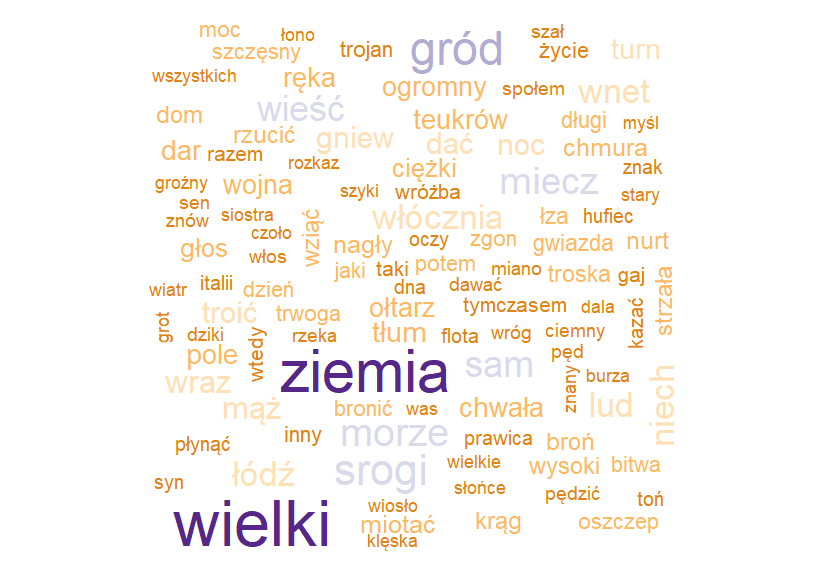 moc łono szał
szczęsny trojan gród życie turn
wszystkich ręka ogromny społem wnet
dom wieść teukrów długi myśl
rzucić gniew dać noc chmura
dar razem rozkaz ciężki znak
groźny wojna szyki wróżba miecz stary
sen siostra włócznia łza hufiec
znów czoło wziąć oczy zgon gwiazda nurt
głos włos nagły
wiatr italii dzień jaki taki potem miano troska gaj
dna dawać
grot troić trwoga ołtarz tymczasem dala kazać strzała
dziki wtedy rzeka tłum flota wróg ciemny
pole ziemia sam pęd
wraz znany burza
mąż bronić was chwała lud niech
płynąć inny morze prawica broń
łódź srogi wielkie wysoki bitwa
syn słońce pędzić toń
wielki wiosło
miotać krąg oszczep
klęska